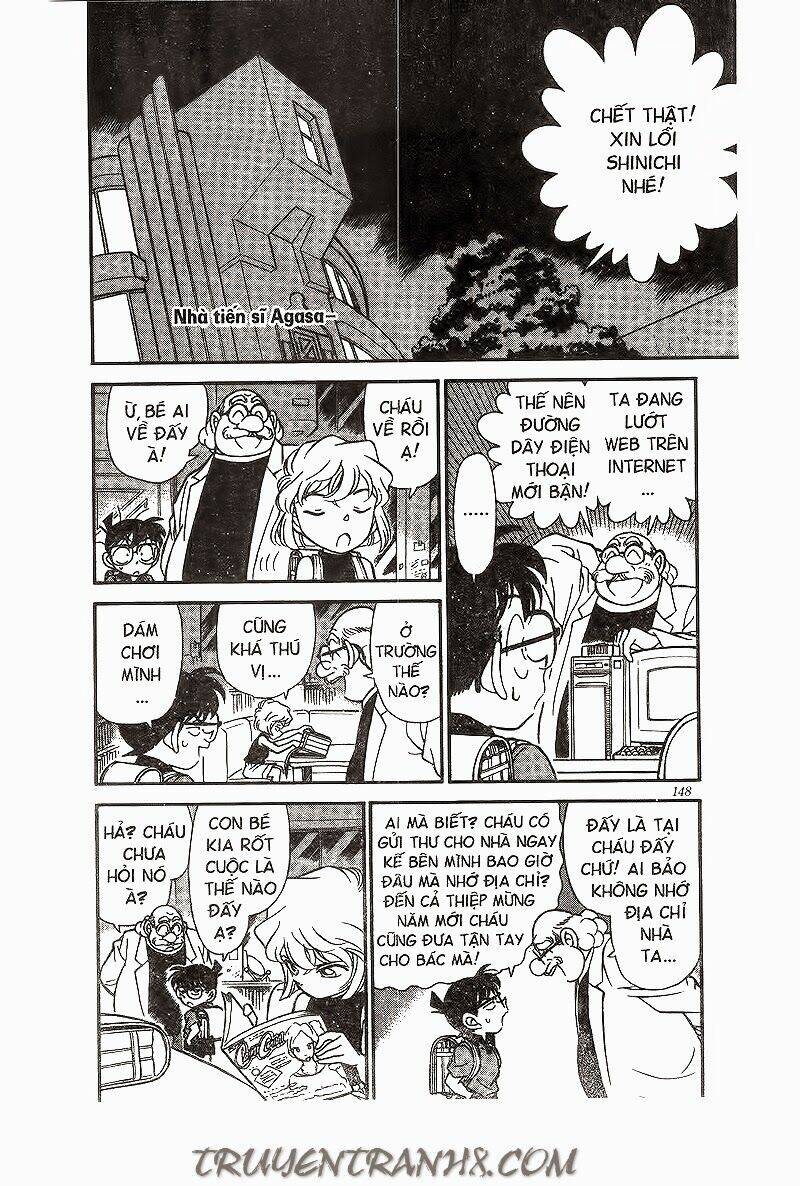 CHẾT THẬT!
XIN LỖI
SHINICHI
NHÉ!
Nhà tiến sĩ Agasa-
TA ĐANG
LƯỚT
WEB TRÊN
INTERNET
...
THẾ NÊN
ĐƯỜNG
DÂY ĐIỆN
THOẠI
MỚI BẬN!
......
CHÁU
VỀ RỒI
Ạ!
Ừ, BÉ AI
VỀ ĐẤY
À!
Ở
TRƯỜNG
THẾ
NÀO?
CŨNG
KHÁ THÚ
VỊ...
DÁM
CHƠI
MÌNH
...
148
ĐẤY LÀ TẠI
CHÁU ĐẤY
CHỨ! AI BẢO
KHÔNG NHỚ
ĐỊA CHỈ
NHÀ
TA...
AI MÀ BIẾT? CHÁU CÓ
GỬI THƯ CHO NHÀ NGAY
KẾ BÊN MÌNH BAO GIỜ
ĐÂU MÀ NHỚ ĐỊA CHỈ?
ĐẾN CẢ THIỆP MỪNG
NĂM MỚI CHÁU
CŨNG ĐƯA TẬN TAY
CHO BÁC MÀ!
CON BÉ
KIA RỐT
CUỘC LÀ
THẾ NÀO
ĐẤY
Ạ?
HẢ? CHÁU
CHƯA
HỎI NÓ
À?
TRUYENTRANH8.COM